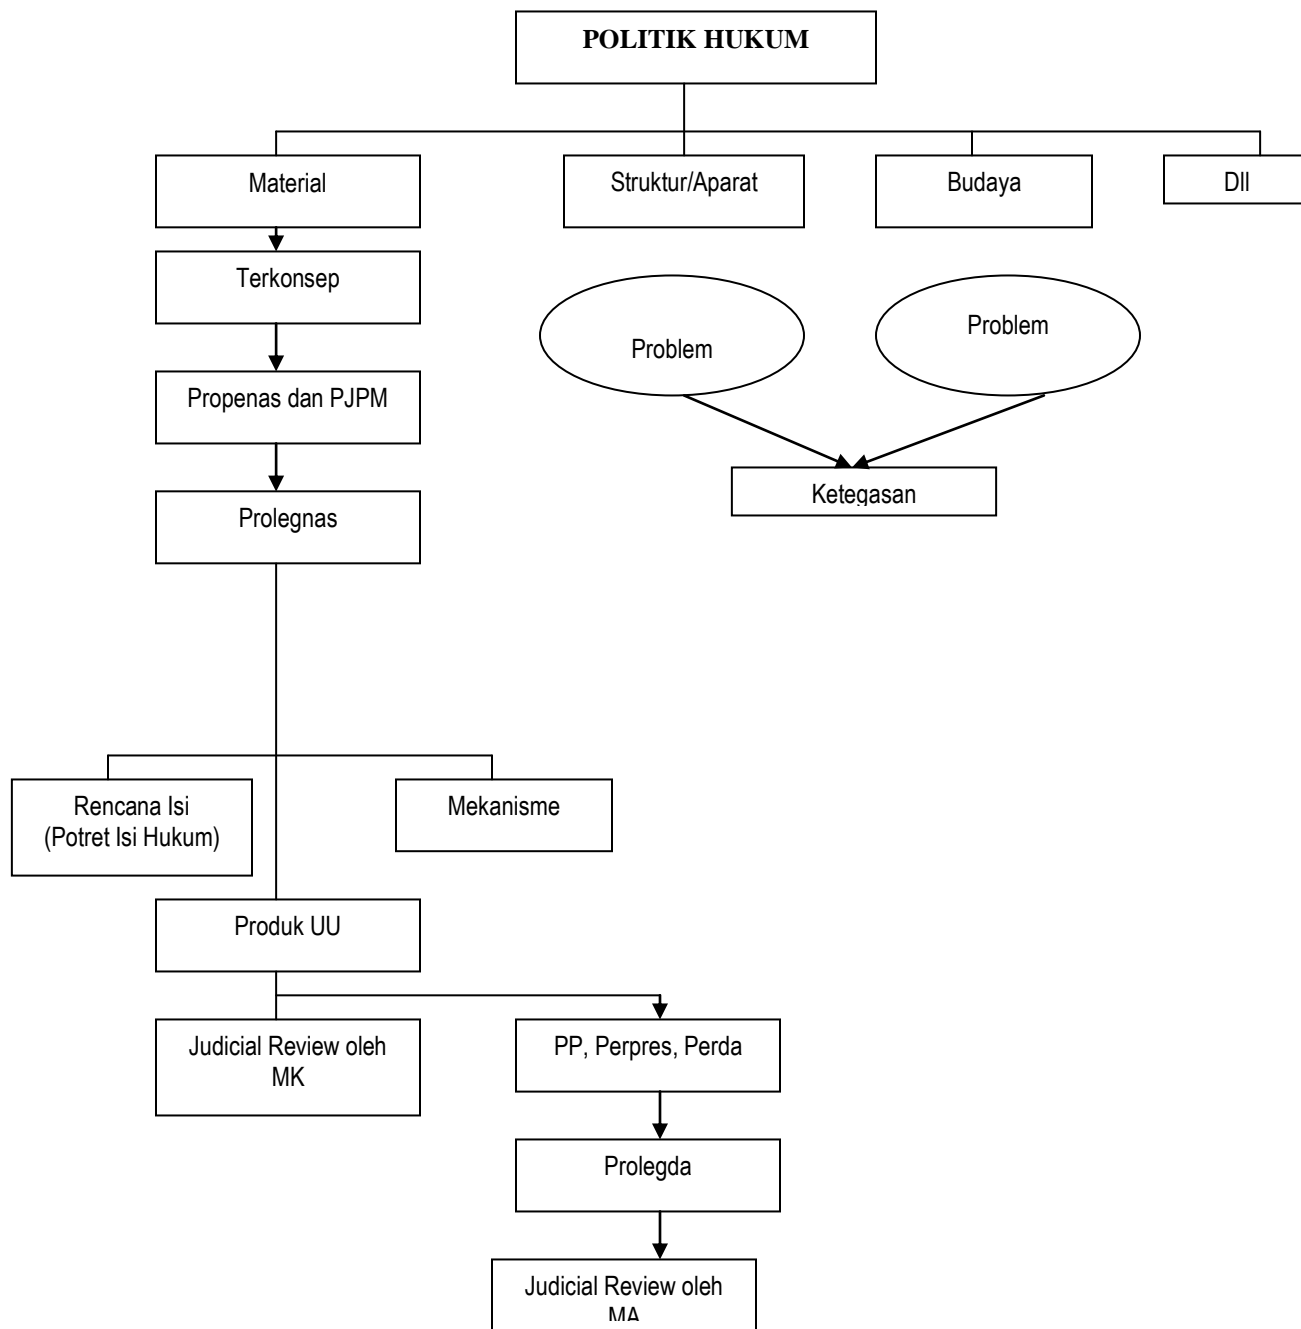 POLITIK HUKUM
Material
Struktur/Aparat
Budaya
Dll
Terkonsep
Problem
Problem
Propenas dan PJPM
Ketegasan
Prolegnas
Rencana Isi
(Potret Isi Hukum)
Mekanisme
Produk UU
Judicial Review oleh
MK
PP, Perpres, Perda
Prolegda
Judicial Review oleh
MA